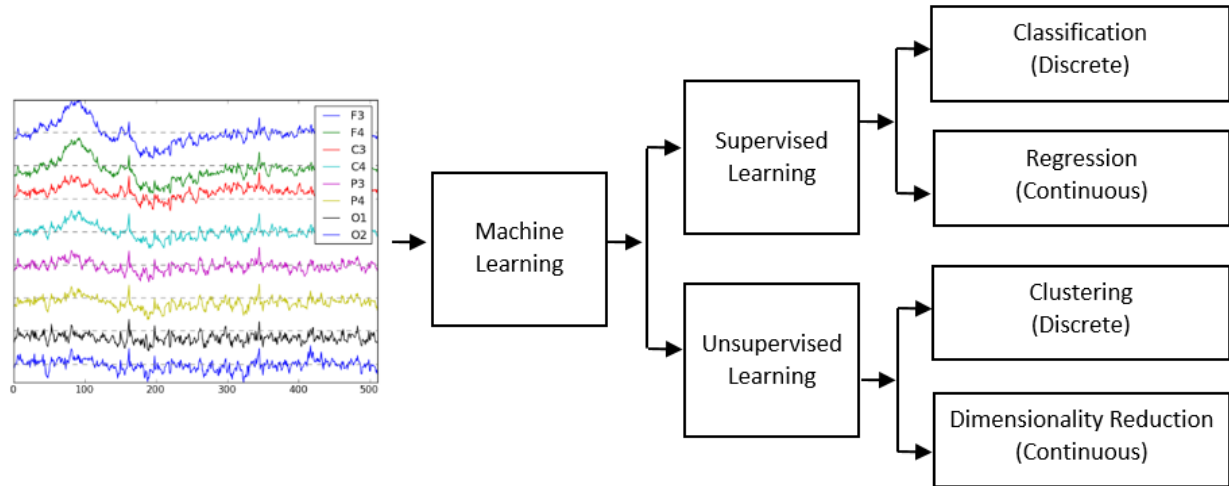 F3
F4
C3
C4
P3
P4
O1
O2
0
100
200
300
400
500
Machine
Learning
Supervised
Learning
Unsupervised
Learning
Classification
(Discrete)
Regression
(Continuous)
Clustering
(Discrete)
Dimensionality Reduction
(Continuous)